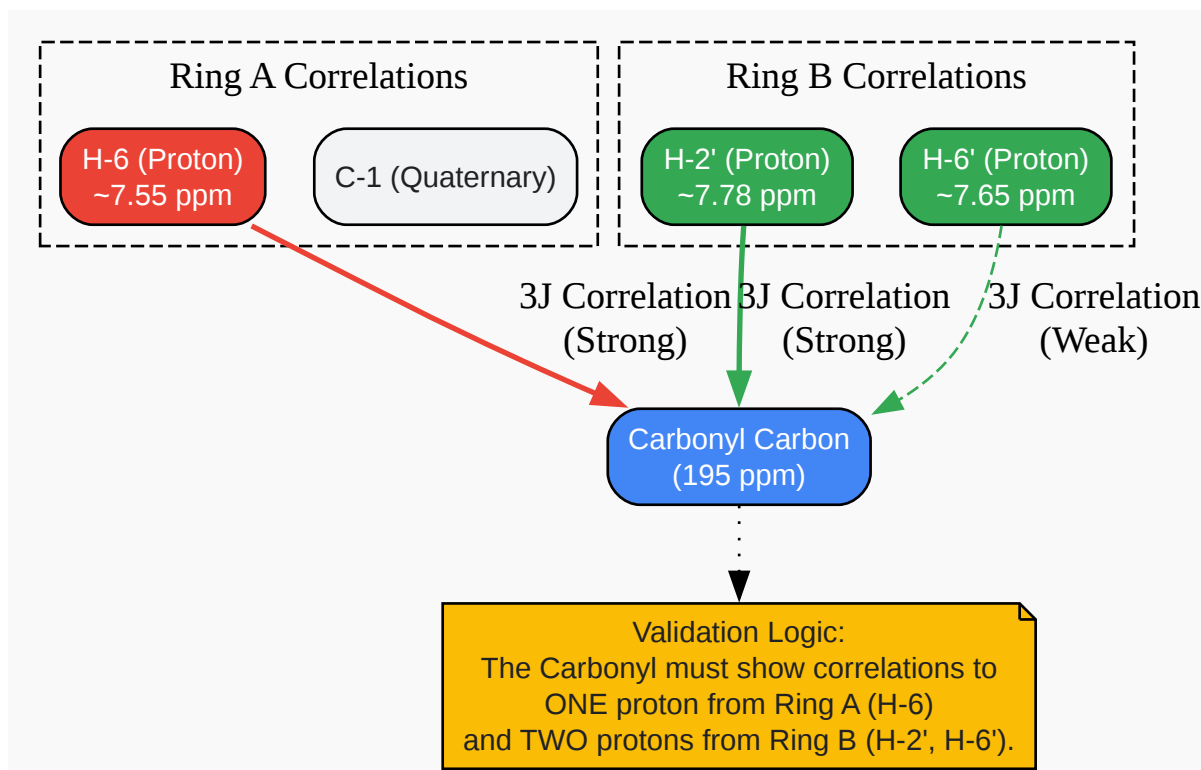 Ring A Correlations
Ring B Correlations
H-6 (Proton)
~7.55 ppm
C-1 (Quaternary)
H-2' (Proton)
~7.78 ppm
H-6' (Proton)
~7.65 ppm
3J Correlation
(Strong)
3J Correlation
(Strong)
3J Correlation
(Weak)
Carbonyl Carbon
(195 ppm)
Validation Logic:
The Carbonyl must show correlations to
ONE proton from Ring A (H-6)
and TWO protons from Ring B (H-2', H-6').